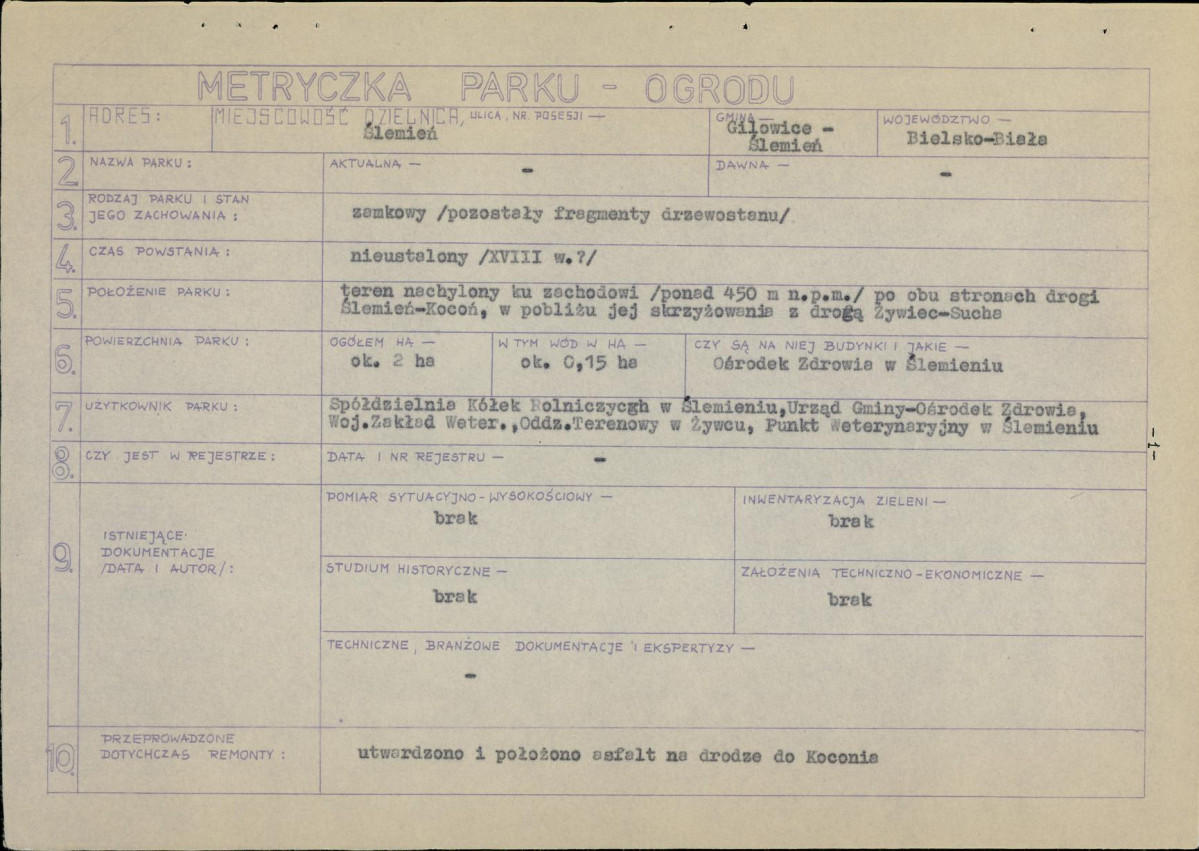 METRYCZKA PARKU - OGRODU
1. ADRES: MIEJSCOWOŚĆ DZIELNICA, ULICA, NR. POSESJI — GMINA — WOJEWÓDZTWO —
Ślemień Gilowice - Bielsko-Biała
Ślemień
2. NAZWA PARKU: AKTUALNA — - DAWNA — -
3. RODZAJ PARKU I STAN
JEGO ZACHOWANIA: zamkowy /pozostały fragmenty drzewostanu/
4. CZAS POWSTANIA: nieustalony /XVIII w.?/
5. POŁOŻENIE PARKU: teren nachylony ku zachodowi /ponad 450 m n.p.m./ po obu stronach drogi
Ślemień-Kocoń, w pobliżu jej skrzyżowania z drogą Żywiec-Sucha
6. POWIERZCHNIA PARKU: OGÓŁEM HA — W TYM WÓD W HA — CZY SĄ NA NIEJ BUDYNKI I JAKIE —
ok. 2 ha ok. 0,15 ha Ośrodek Zdrowia w Ślemieniu
7. UŻYTKOWNIK PARKU: Spółdzielnia Kółek Rolniczycgh w Ślemieniu,Urząd Gminy-Ośrodek Zdrowia,
Woj.Zakład Weter.,Oddz.Terenowy w Żywcu, Punkt Weterynaryjny w Ślemieniu
8. CZY JEST W REJESTRZE: DATA I NR REJESTRU — -
-1-
9. ISTNIEJĄCE
DOKUMENTACJE
/DATA I AUTOR/:
POMIAR SYTUACYJNO-WYSOKOŚCIOWY — INWENTARYZACJA ZIELENI —
brak brak
STUDIUM HISTORYCZNE — ZAŁOŻENIA TECHNICZNO-EKONOMICZNE —
brak brak
TECHNICZNE, BRANŻOWE DOKUMENTACJE I EKSPERTYZY —
-
10. PRZEPROWADZONE
DOTYCHCZAS REMONTY: utwardzono i położono asfalt na drodze do Koconia